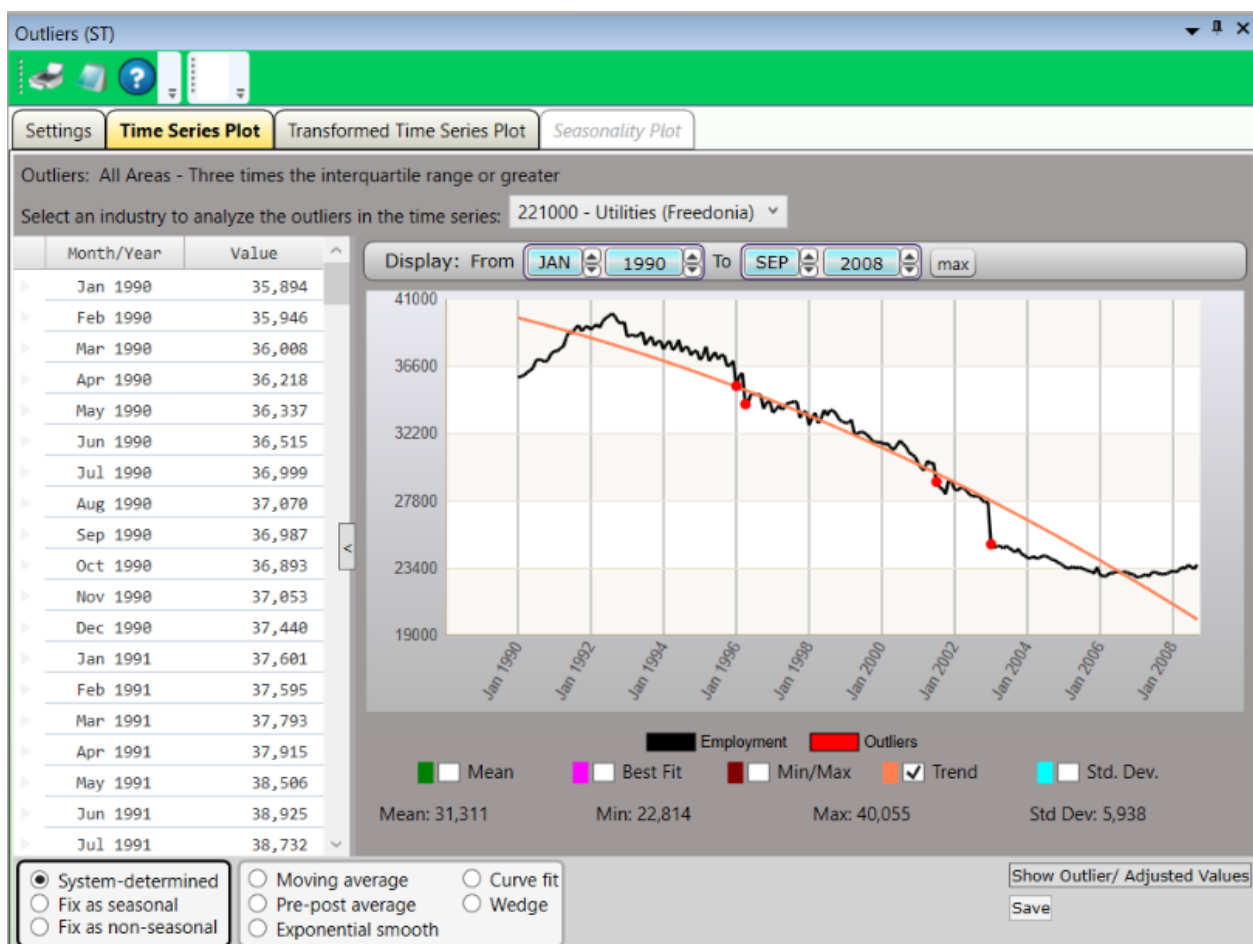 Outliers (ST)
?
Settings Time Series Plot Transformed Time Series Plot Seasonality Plot
Outliers: All Areas - Three times the interquartile range or greater
Select an industry to analyze the outliers in the time series: 221000 - Utilities (Freedonia)
Month/Year Value
Jan 1990 35,894
Feb 1990 35,946
Mar 1990 36,008
Apr 1990 36,218
May 1990 36,337
Jun 1990 36,515
Jul 1990 36,999
Aug 1990 37,070
Sep 1990 36,987
Oct 1990 36,893
Nov 1990 37,053
Dec 1990 37,440
Jan 1991 37,601
Feb 1991 37,595
Mar 1991 37,793
Apr 1991 37,915
May 1991 38,506
Jun 1991 38,925
Jul 1991 38,732
<
Display: From JAN 1990 To SEP 2008 max
41000
36600
32200
27800
23400
19000
Jan 1990 Jan 1992 Jan 1994 Jan 1996 Jan 1998 Jan 2000 Jan 2002 Jan 2004 Jan 2006 Jan 2008
Employment Outliers
Mean Best Fit Min/Max Trend Std. Dev.
Mean: 31,311 Min: 22,814 Max: 40,055 Std Dev: 5,938
System-determined
Fix as seasonal
Fix as non-seasonal
Moving average Curve fit
Pre-post average Wedge
Exponential smooth
Show Outlier/ Adjusted Values
Save